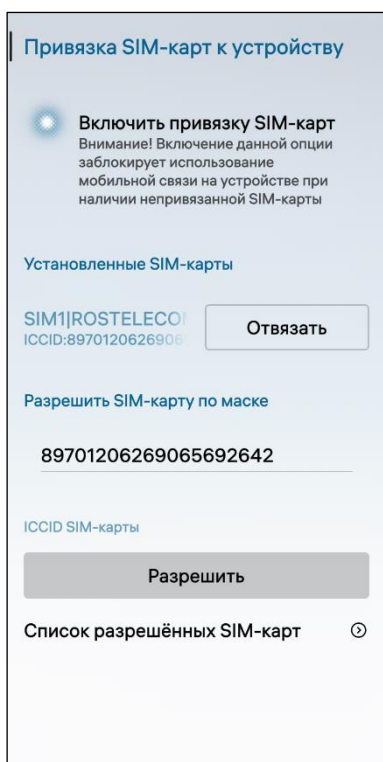 Привязка SIM-карт к устройству
Включить привязку SIM-карт
Внимание! Включение данной опции
заблокирует использование
мобильной связи на устройстве при
наличии непривязанной SIM-карты
Установленные SIM-карты
SIM1|ROSTELECO
ICCID:8970120626906
Отвязать
Разрешить SIM-карту по маске
89701206269065692642
ICCID SIM-карты
Разрешить
Список разрешённых SIM-карт